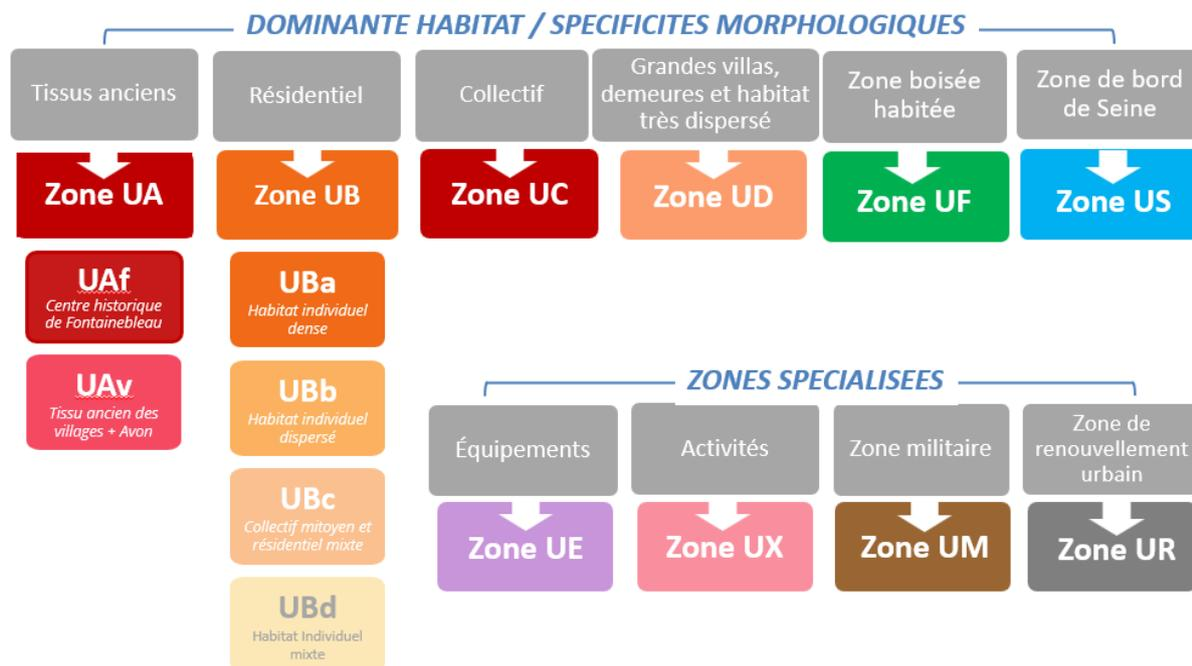 DOMINANTE HABITAT / SPECIFICITES MORPHOLOGIQUES
Tissus anciens
Zone UA
UAf
Centre historique
de Fontainebleau
UAv
Tissu ancien des
villages + Avon
Résidentiel
Zone UB
UBa
Habitat individuel
dense
UBb
Habitat individuel
dispersé
UBc
Collectif mitoyen et
résidentiel mixte
UBd
Habitat Individuel
mixte
Collectif
Zone UC
Grandes villas,
demeures et habitat
très dispersé
Zone UD
Zone boisée
habitée
Zone UF
Zone de bord
de Seine
Zone US
ZONES SPECIALISEES
Équipements
Zone UE
Activités
Zone UX
Zone militaire
Zone UM
Zone de
renouvellement
urbain
Zone UR